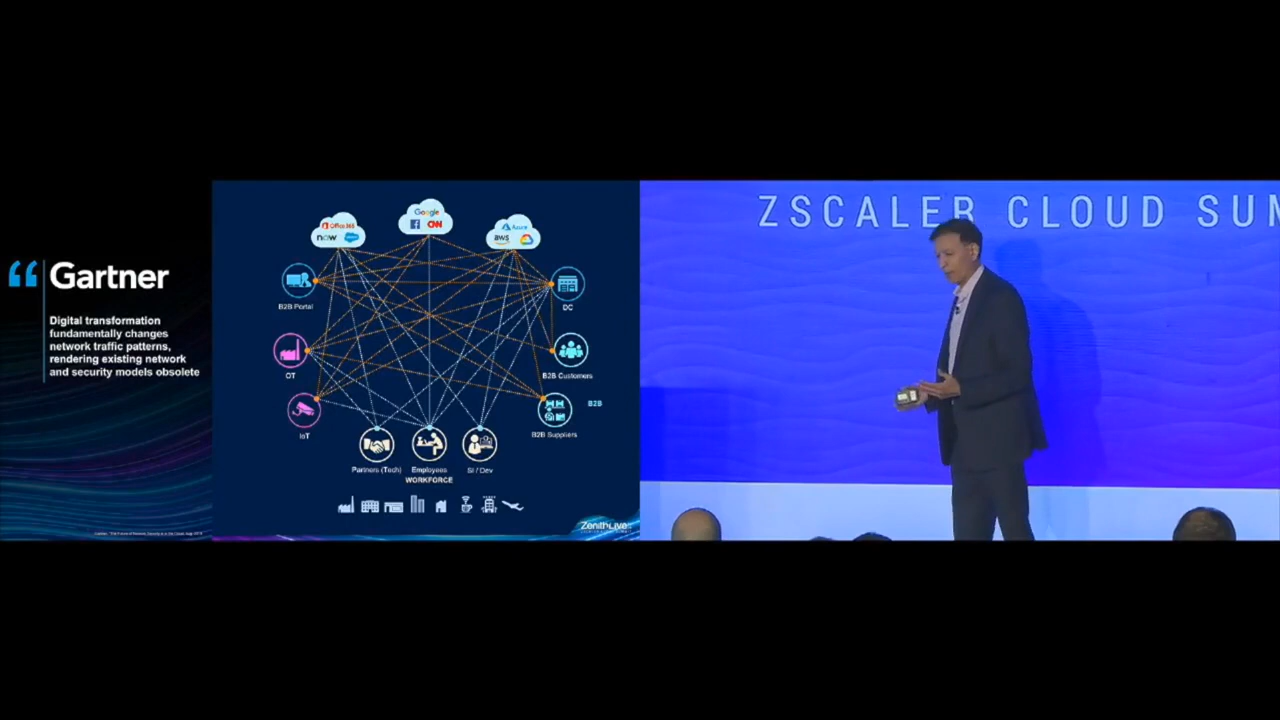 Gartner
Digital transformation
fundamentally changes
network traffic patterns,
rendering existing network
and security models obsolete
Office 365
now
Google
CNN
Azure
aws
B2B Portal
DC
OT
B2B Customers
IoT
B2B
B2B Suppliers
Partners (Tech)
Employees
SI / Dev
WORKFORCE
ZenithLive
ZSCALER CLOUD SUM